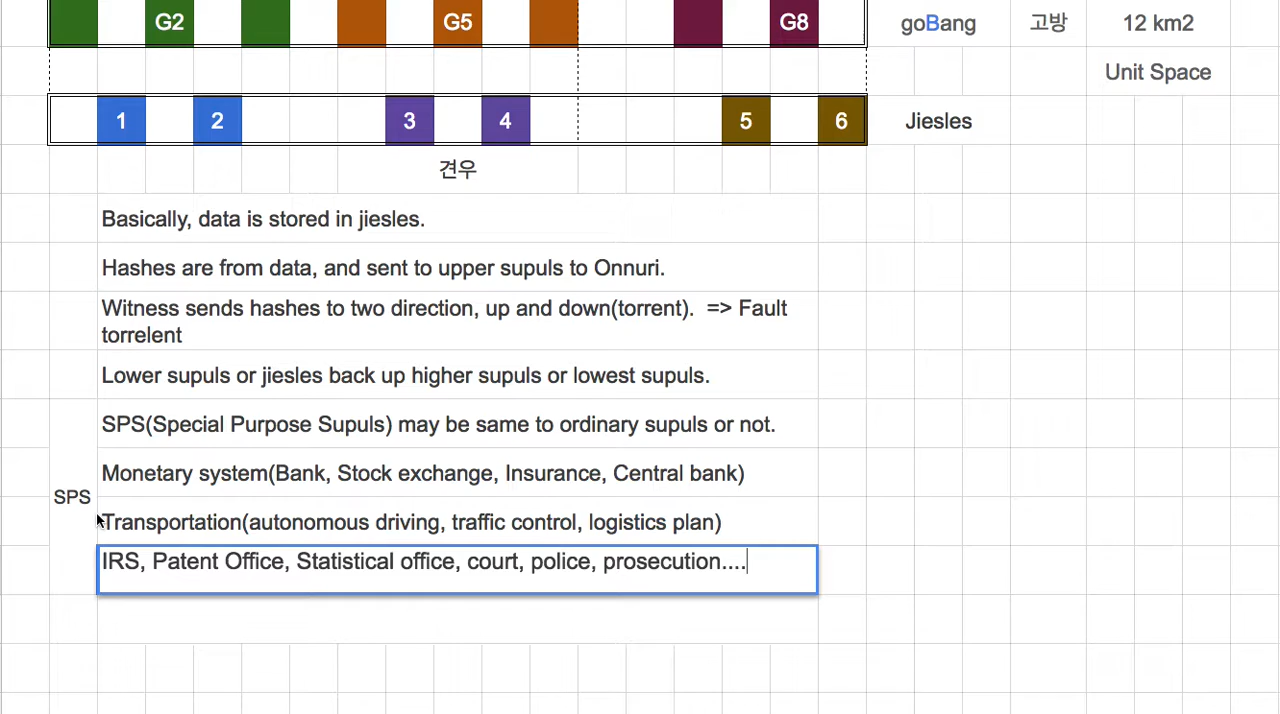 G2 G5 G8 goBang 고방 12 km2
Unit Space
1 2 3 4 5 6 Jiesles
견우
Basically, data is stored in jiesles.
Hashes are from data, and sent to upper supuls to Onnuri.
Witness sends hashes to two direction, up and down(torrent).  => Fault
torrelent
Lower supuls or jiesles back up higher supuls or lowest supuls.
SPS(Special Purpose Supuls) may be same to ordinary supuls or not.
Monetary system(Bank, Stock exchange, Insurance, Central bank)
SPS
Transportation(autonomous driving, traffic control, logistics plan)
IRS, Patent Office, Statistical office, court, police, prosecution....